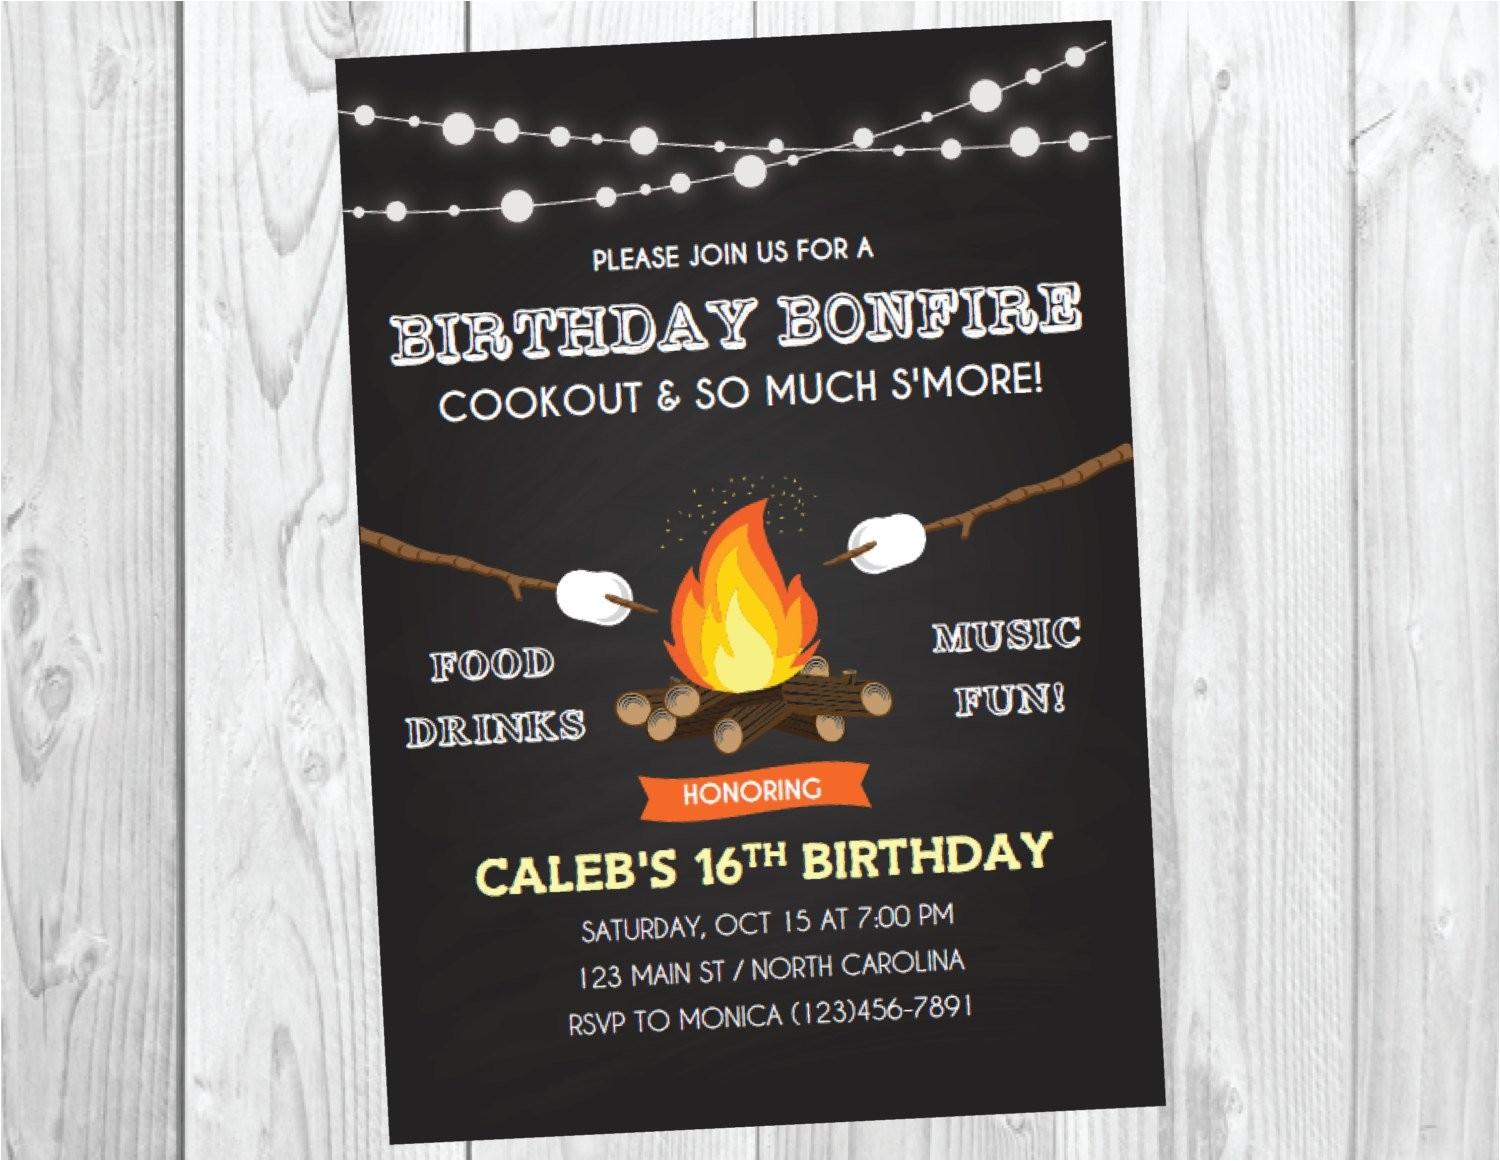 PLEASE JOIN US FOR A
BIRTHDAY BONFIRE
COOKOUT & SO MUCH S'MORE!
FOOD
DRINKS
MUSIC
FUN!
HONORING
CALEB'S 16TH BIRTHDAY
SATURDAY, OCT 15 AT 7:00 PM
123 MAIN ST / NORTH CAROLINA
RSVP TO MONICA (123)456-7891